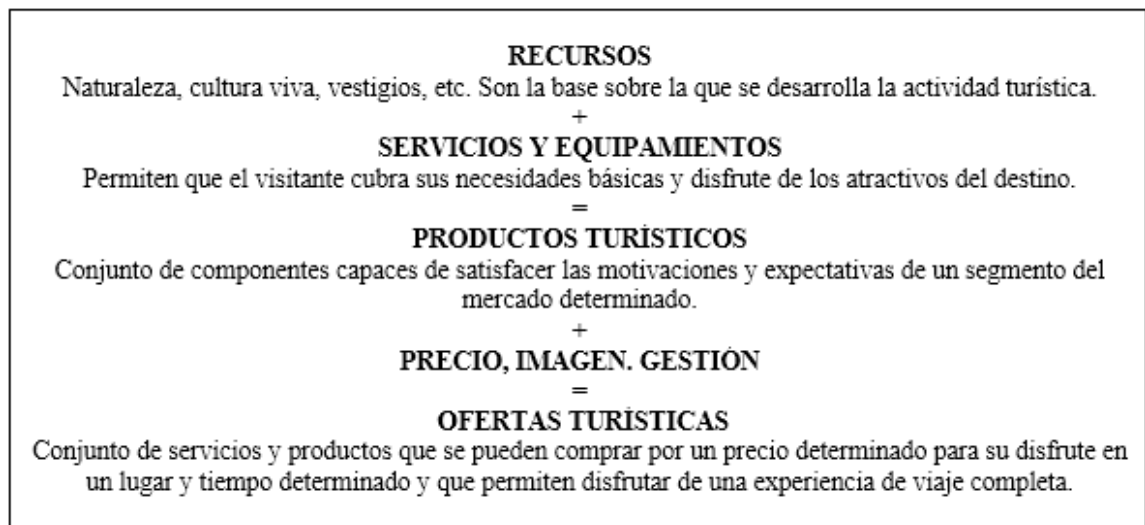 RECURSOS
Naturaleza, cultura viva, vestigios, etc. Son la base sobre la que se desarrolla la actividad turística.
+
SERVICIOS Y EQUIPAMIENTOS
Permiten que el visitante cubra sus necesidades básicas y disfrute de los atractivos del destino.
=
PRODUCTOS TURÍSTICOS
Conjunto de componentes capaces de satisfacer las motivaciones y expectativas de un segmento del
mercado determinado.
+
PRECIO, IMAGEN. GESTIÓN
=
OFERTAS TURÍSTICAS
Conjunto de servicios y productos que se pueden comprar por un precio determinado para su disfrute en
un lugar y tiempo determinado y que permiten disfrutar de una experiencia de viaje completa.